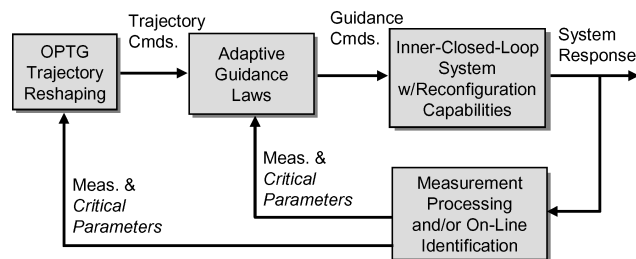 OPTG
Trajectory
Reshaping
Trajectory
Cmds.
Adaptive
Guidance
Laws
Guidance
Cmds.
Inner-Closed-Loop
System
w/Reconfiguration
Capabilities
System
Response
Meas. &
Critical
Parameters
Meas. &
Critical
Parameters
Measurement
Processing
and/or On-Line
Identification